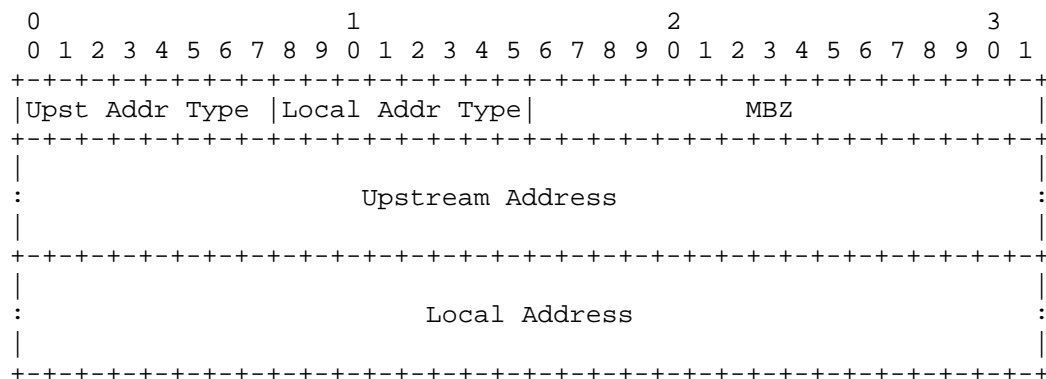 0                   1                   2                   3
 0 1 2 3 4 5 6 7 8 9 0 1 2 3 4 5 6 7 8 9 0 1 2 3 4 5 6 7 8 9 0 1
+-+-+-+-+-+-+-+-+-+-+-+-+-+-+-+-+-+-+-+-+-+-+-+-+-+-+-+-+-+-+-+-+
|Upst Addr Type |Local Addr Type|              MBZ              |
+-+-+-+-+-+-+-+-+-+-+-+-+-+-+-+-+-+-+-+-+-+-+-+-+-+-+-+-+-+-+-+-+
|                                                               |
:                     Upstream Address                          :
|                                                               |
+-+-+-+-+-+-+-+-+-+-+-+-+-+-+-+-+-+-+-+-+-+-+-+-+-+-+-+-+-+-+-+-+
|                                                               |
:                         Local Address                         :
|                                                               |
+-+-+-+-+-+-+-+-+-+-+-+-+-+-+-+-+-+-+-+-+-+-+-+-+-+-+-+-+-+-+-+-+